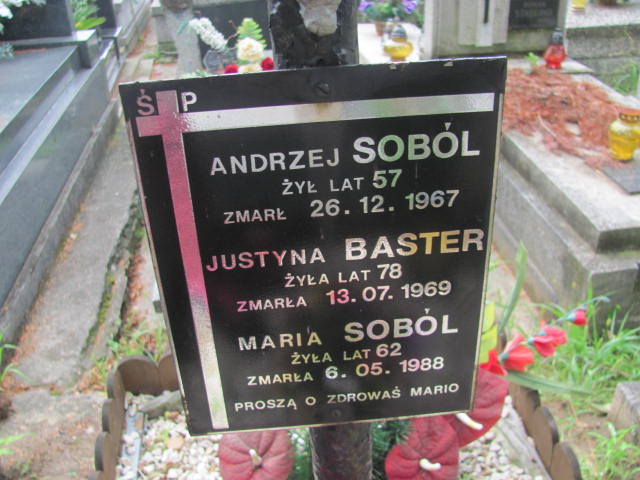 Ś P
ANDRZEJ SOBÓL
ŻYŁ LAT 57
ZMARŁ 26. 12. 1967
JUSTYNA BASTER
ŻYŁA LAT 78
ZMARŁA 13. 07. 1969
MARIA SOBÓL
ŻYŁA LAT 62
ZMARŁA 6. 05. 1988
PROSZĄ O ZDROWAŚ MARIO